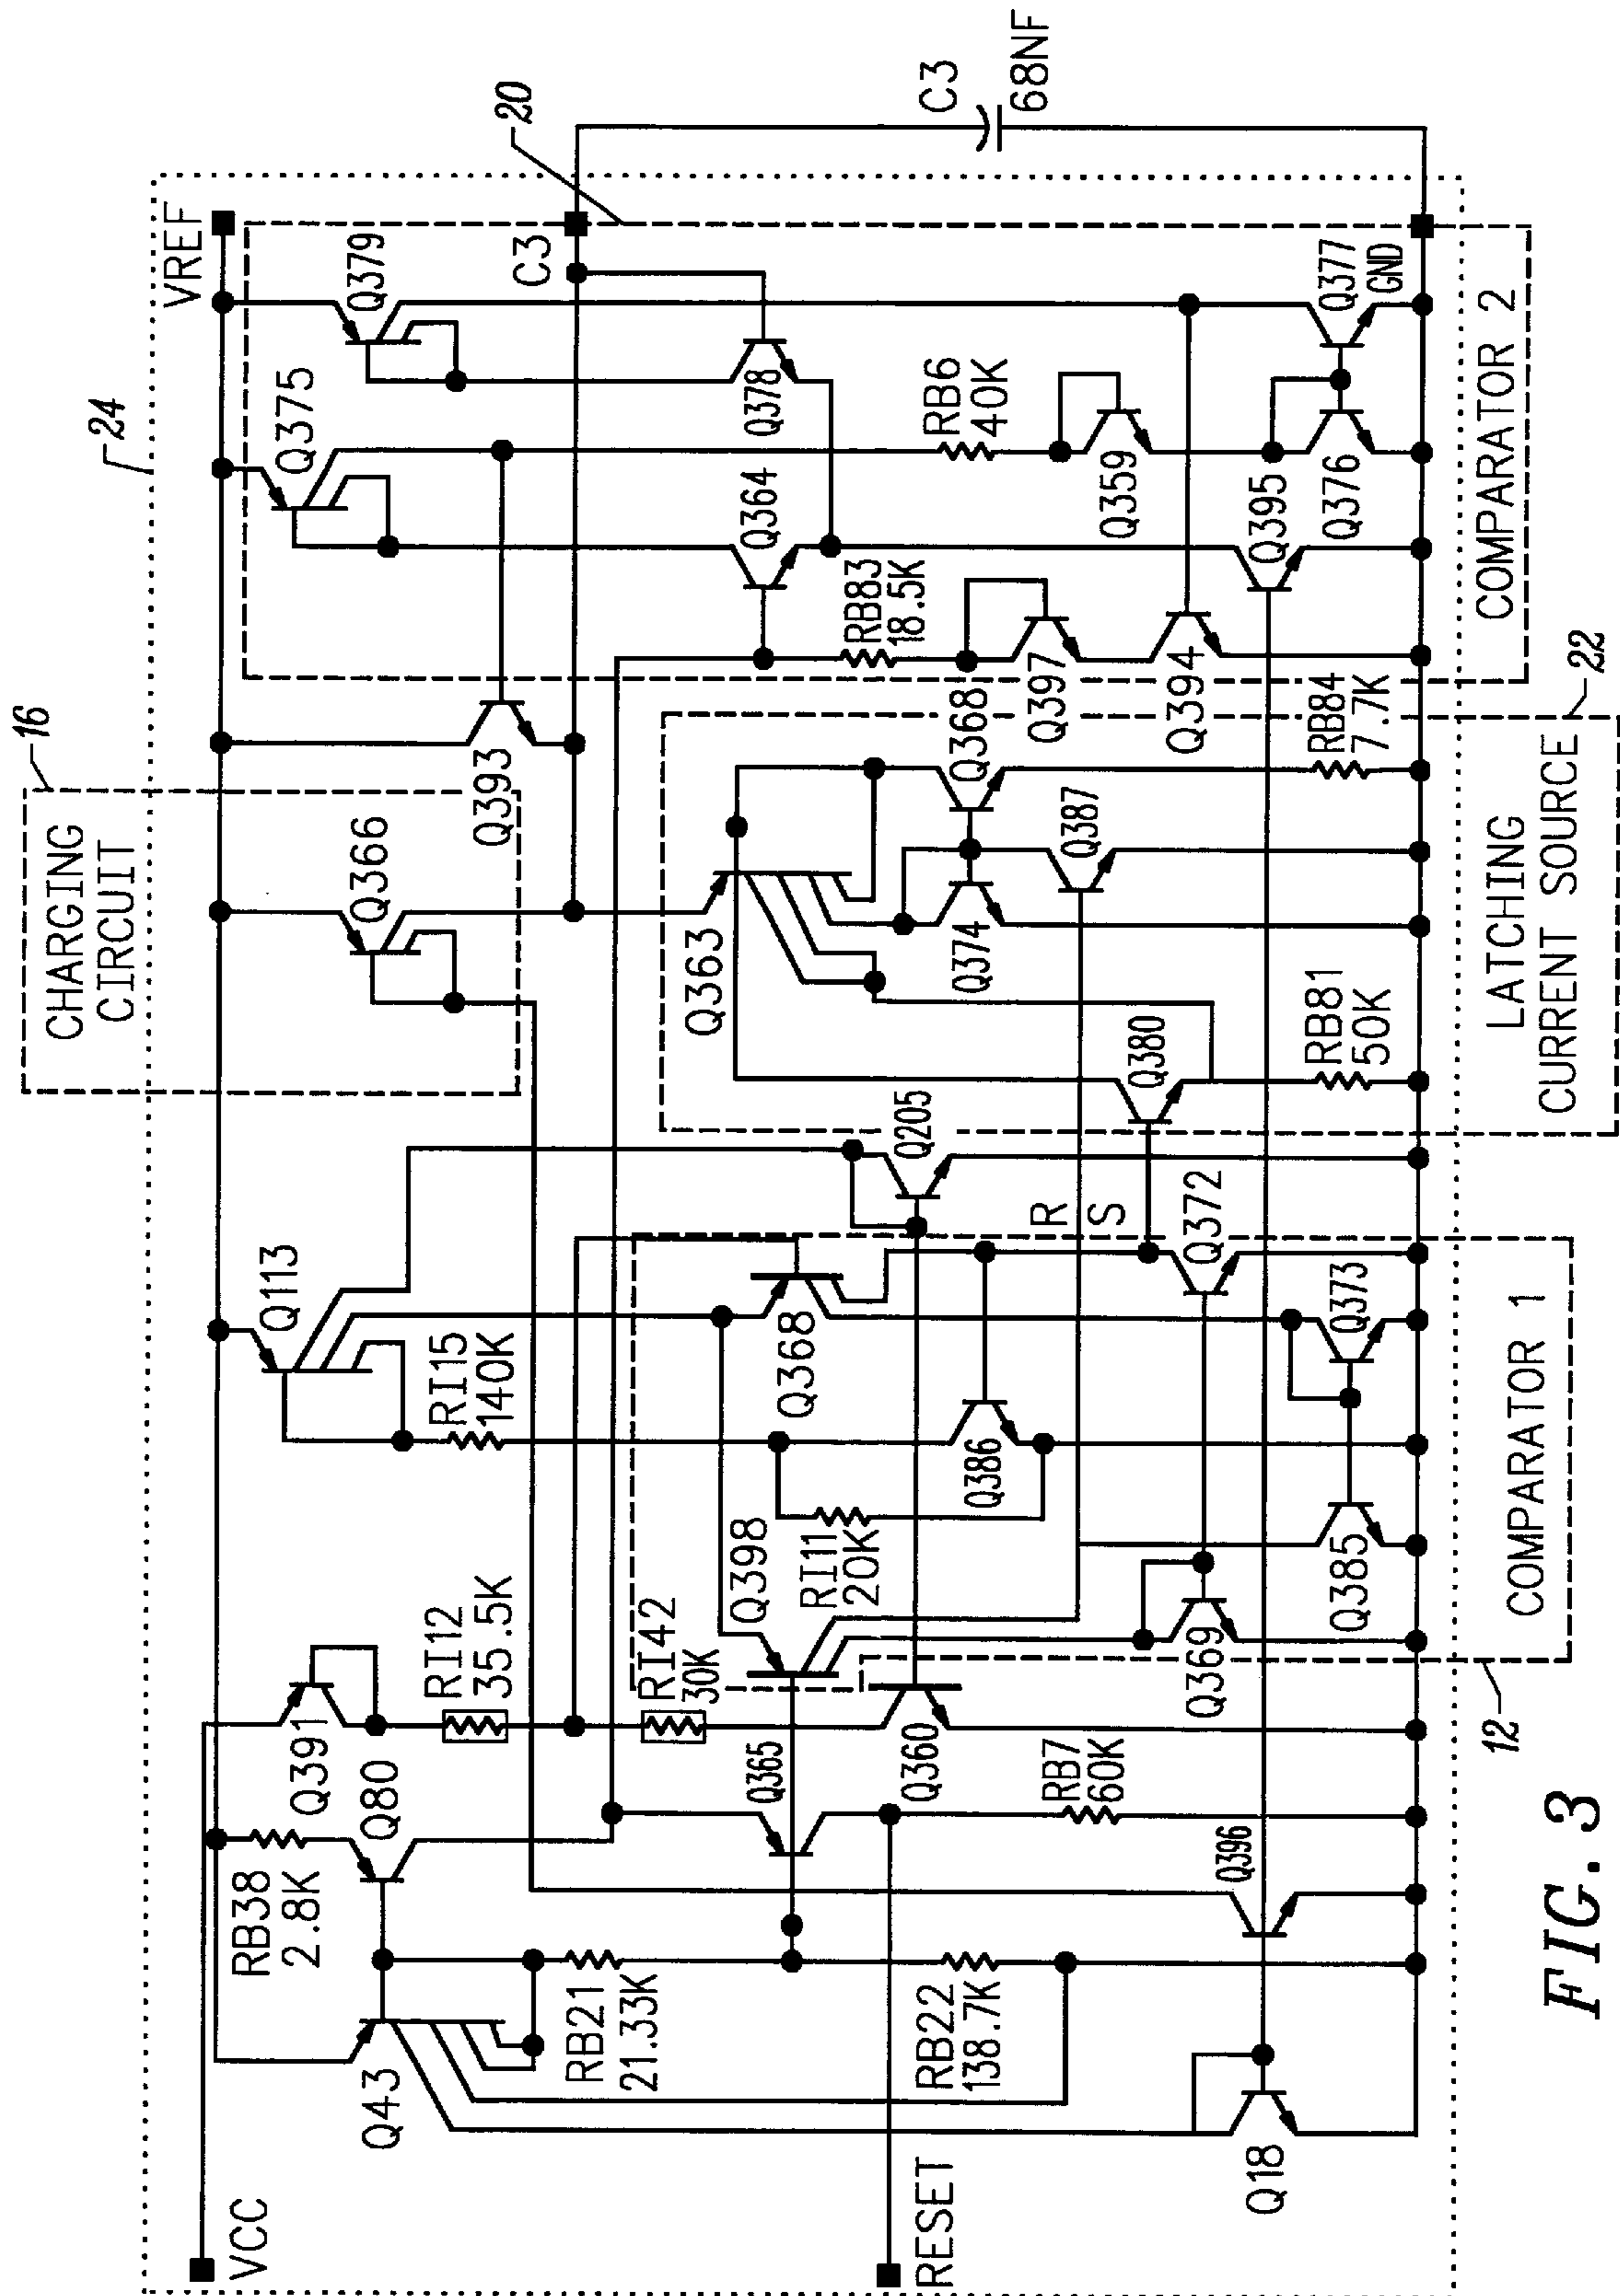 CHARGING
CIRCUIT
16
24
VCC
VREF
Q43
RB38
2.8K
Q80
Q391
RI12
35.5K
Q113
RI15
140K
Q366
Q393
Q375
Q379
C3
20
C3
68NF
RB21
21.33K
Q365
RI42
30K
Q398
RI11
20K
Q368
Q205
Q363
Q364
Q378
RB83
18.5K
RB6
40K
RESET
RB22
138.7K
RB7
60K
Q360
Q386
R
S
Q380
Q374
Q387
Q368
Q397
Q359
Q18
Q396
Q369
Q385
Q372
Q373
RB81
50K
Q394
RB84
7.7K
Q395
Q376
Q377
GND
12
COMPARATOR 1
LATCHING
CURRENT SOURCE
22
COMPARATOR 2
FIG. 3